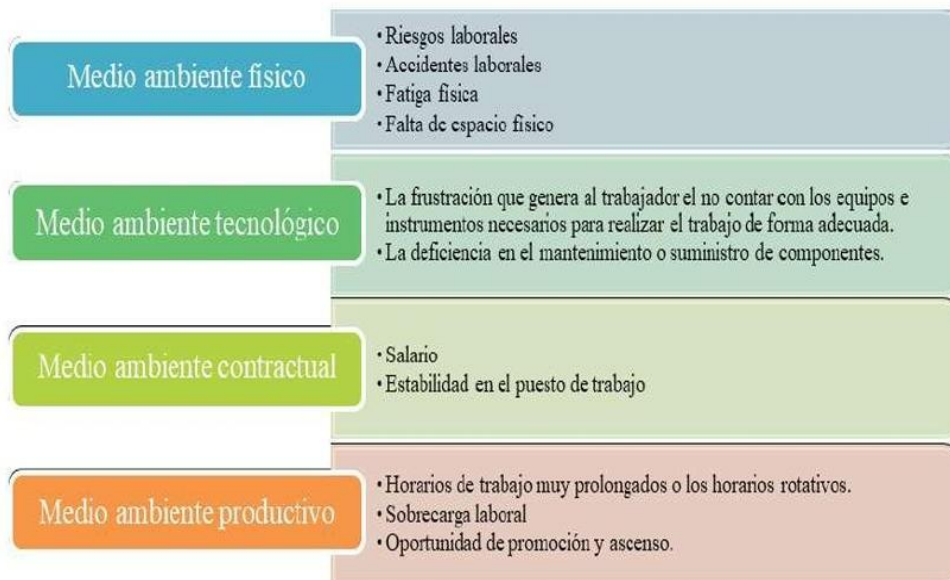 Medio ambiente físico
• Riesgos laborales
• Accidentes laborales
• Fatiga física
• Falta de espacio físico
Medio ambiente tecnológico
• La frustración que genera al trabajador el no contar con los equipos e
instrumentos necesarios para realizar el trabajo de forma adecuada.
• La deficiencia en el mantenimiento o suministro de componentes.
Medio ambiente contractual
• Salario
• Estabilidad en el puesto de trabajo
Medio ambiente productivo
• Horarios de trabajo muy prolongados o los horarios rotativos.
• Sobrecarga laboral
• Oportunidad de promoción y ascenso.